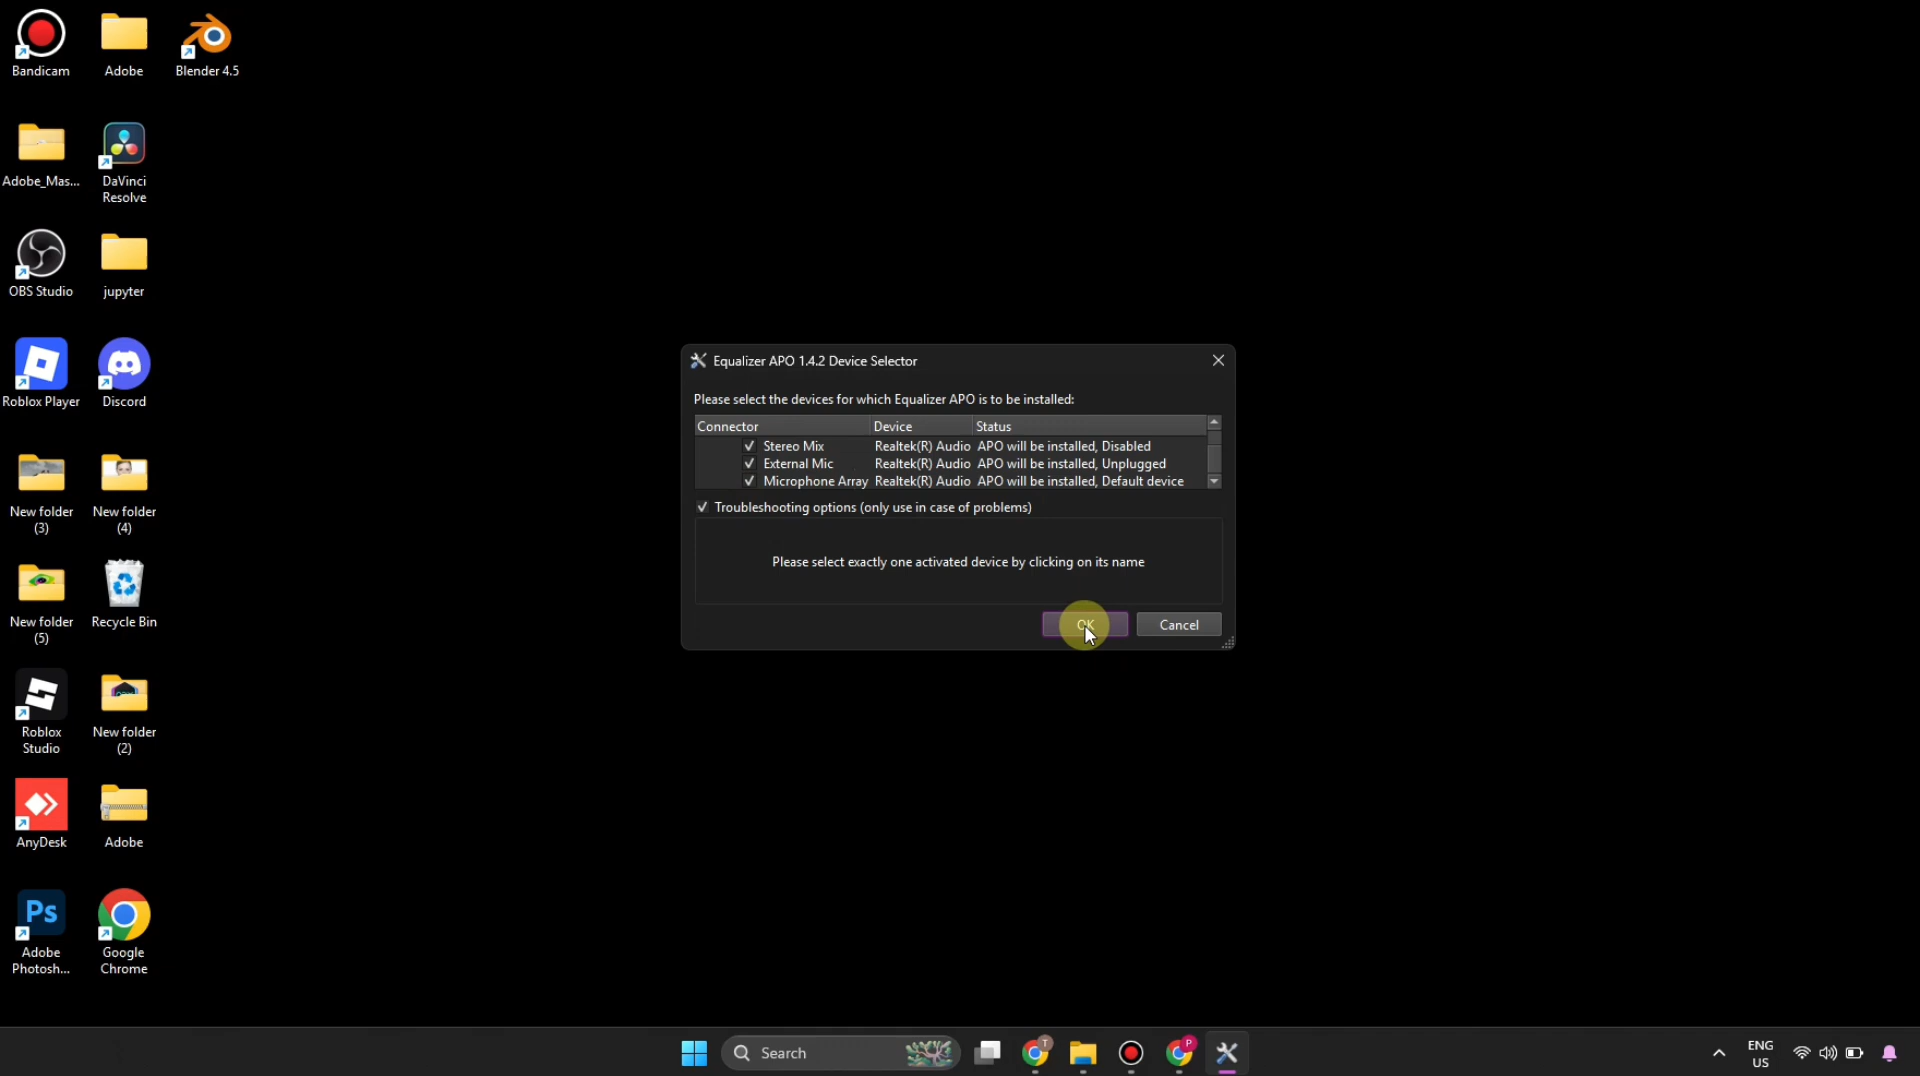 Bandicam
Adobe
Blender 4.5
Adobe_Mas...
DaVinci
Resolve
OBS Studio
jupyter
Roblox Player
Discord
New folder
(3)
New folder
(4)
New folder
(5)
Recycle Bin
Roblox
Studio
New folder
(2)
AnyDesk
Adobe
Ps
Adobe
Photosh...
Google
Chrome
Equalizer APO 1.4.2 Device Selector
Please select the devices for which Equalizer APO is to be installed:
Connector Device Status
Stereo Mix Realtek(R) Audio APO will be installed, Disabled
External Mic Realtek(R) Audio APO will be installed, Unplugged
Microphone Array Realtek(R) Audio APO will be installed, Default device
Troubleshooting options (only use in case of problems)
Please select exactly one activated device by clicking on its name
OK Cancel
Search
T
P
ENG
US